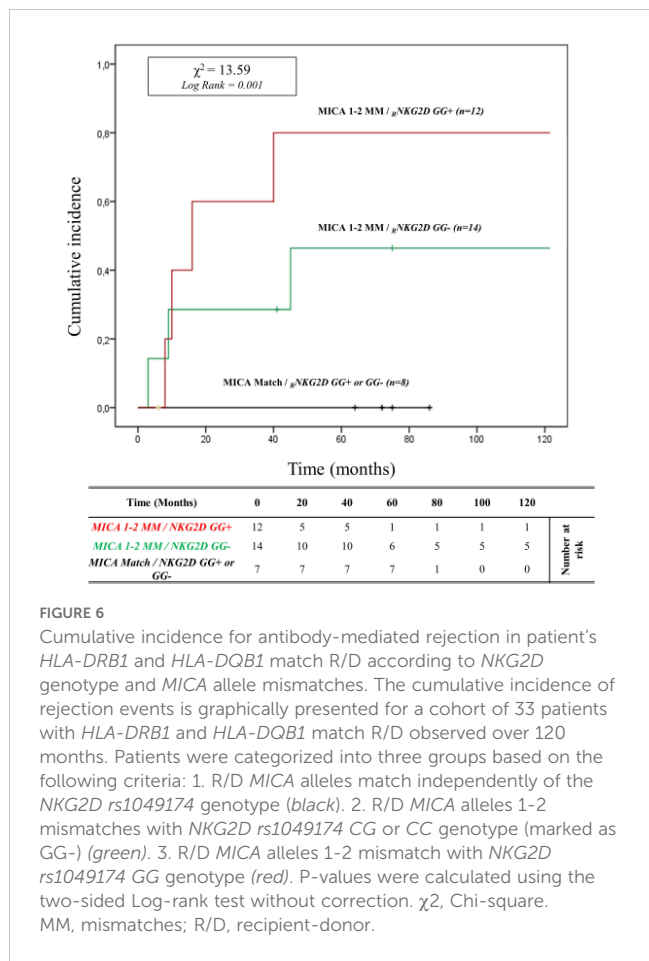 1,0
0,8
0,6
0,4
0,2
0,0
Cumulative incidence
χ² = 13.59
Log Rank = 0.001
MICA 1-2 MM / RNKG2D GG+ (n=12)
MICA 1-2 MM / RNKG2D GG- (n=14)
MICA Match / RNKG2D GG+ or GG- (n=8)
0 20 40 60 80 100 120
Time (months)
Time (Months) 0 20 40 60 80 100 120
MICA 1-2 MM / NKG2D GG+ 12 5 5 1 1 1 1
MICA 1-2 MM / NKG2D GG- 14 10 10 6 5 5 5
MICA Match / NKG2D GG+ or
GG- 7 7 7 7 1 0 0
Number at
risk
FIGURE 6
Cumulative incidence for antibody-mediated rejection in patient's
HLA-DRB1 and HLA-DQB1 match R/D according to NKG2D
genotype and MICA allele mismatches. The cumulative incidence of
rejection events is graphically presented for a cohort of 33 patients
with HLA-DRB1 and HLA-DQB1 match R/D observed over 120
months. Patients were categorized into three groups based on the
following criteria: 1. R/D MICA alleles match independently of the
NKG2D rs1049174 genotype (black). 2. R/D MICA alleles 1-2
mismatches with NKG2D rs1049174 CG or CC genotype (marked as
GG-) (green). 3. R/D MICA alleles 1-2 mismatch with NKG2D
rs1049174 GG genotype (red). P-values were calculated using the
two-sided Log-rank test without correction. χ2, Chi-square.
MM, mismatches; R/D, recipient-donor.